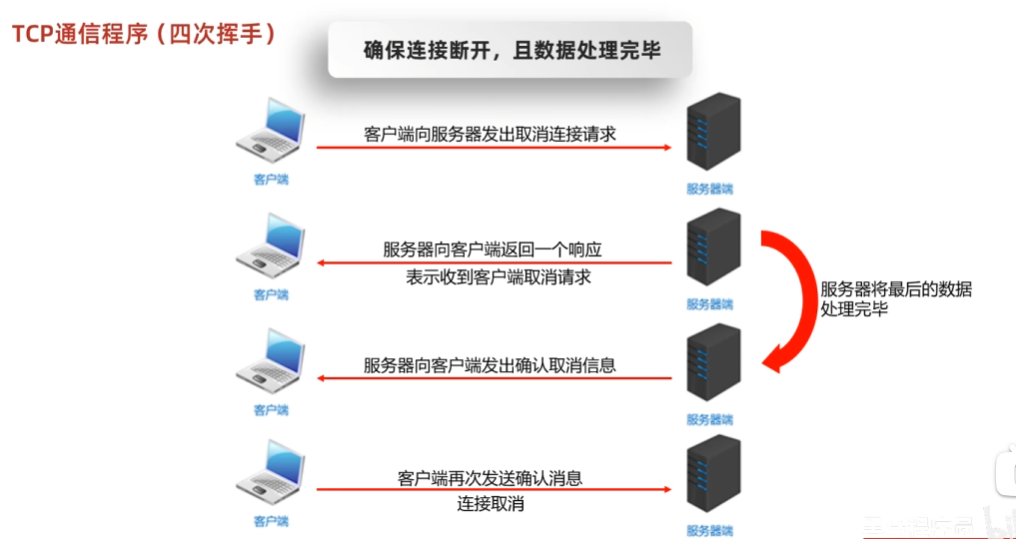 TCP通信程序（四次挥手）
确保连接断开，且数据处理完毕
客户端向服务器发出取消连接请求
客户端
服务器端
服务器向客户端返回一个响应
表示收到客户端取消请求
客户端
服务器端
服务器将最后的数据
处理完毕
服务器向客户端发出确认取消信息
客户端
服务器端
客户端再次发送确认消息
连接取消
客户端
服务器端